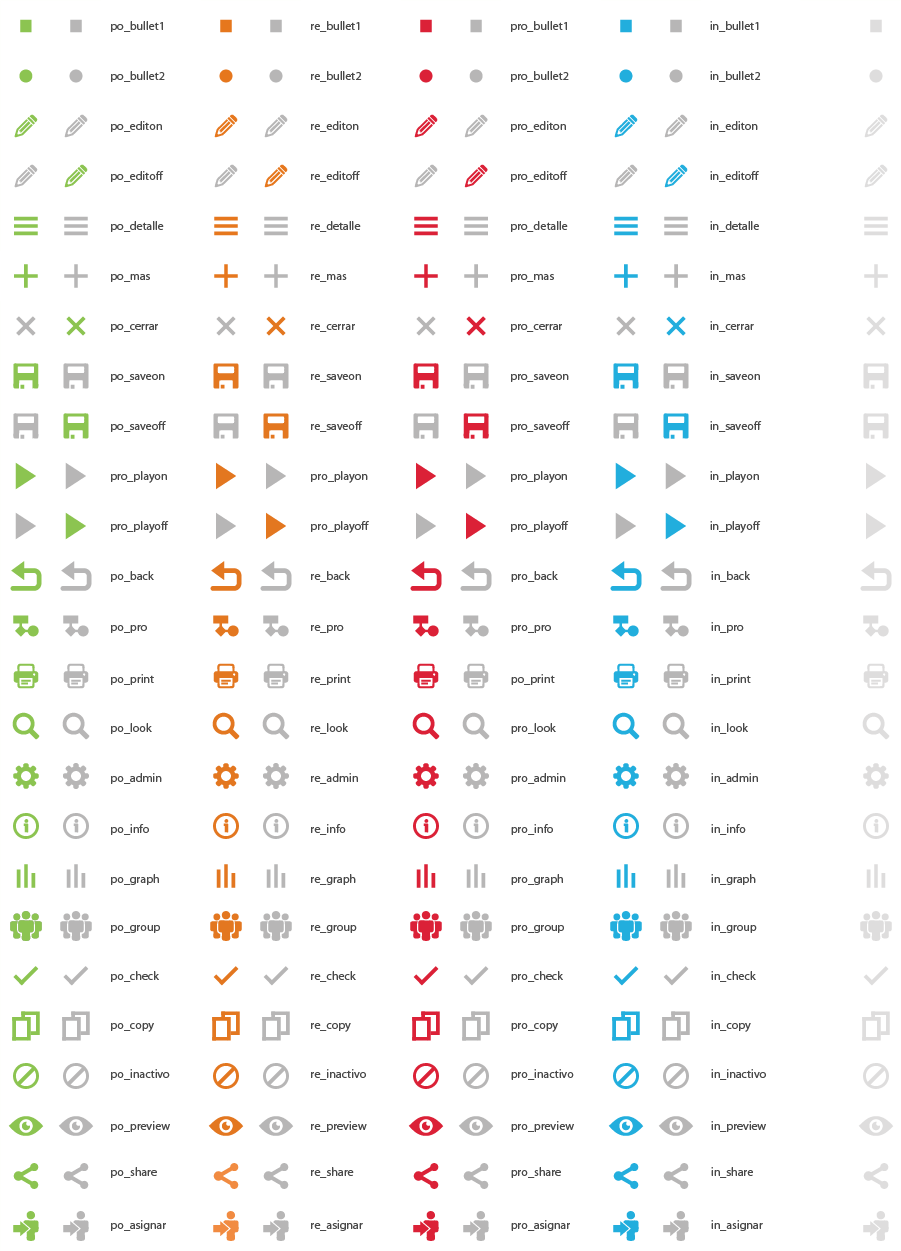 po_bullet1 re_bullet1 pro_bullet1 in_bullet1
po_bullet2 re_bullet2 pro_bullet2 in_bullet2
po_editon re_editon pro_editon in_editon
po_editoff re_editoff pro_editoff in_editoff
po_detalle re_detalle pro_detalle in_detalle
po_mas re_mas pro_mas in_mas
po_cerrar re_cerrar pro_cerrar in_cerrar
po_saveon re_saveon pro_saveon in_saveon
po_saveoff re_saveoff pro_saveoff in_saveoff
pro_playon pro_playon pro_playon in_playon
pro_playoff pro_playoff pro_playoff in_playoff
po_back re_back pro_back in_back
po_pro re_pro pro_pro in_pro
po_print re_print po_print in_print
po_look re_look pro_look in_look
po_admin re_admin pro_admin in_admin
po_info re_info pro_info in_info
po_graph re_graph pro_graph in_graph
po_group re_group pro_group in_group
po_check re_check pro_check in_check
po_copy re_copy pro_copy in_copy
po_inactivo re_inactivo pro_inactivo in_inactivo
po_preview re_preview pro_preview in_preview
po_share re_share pro_share in_share
po_asignar re_asignar pro_asignar in_asignar